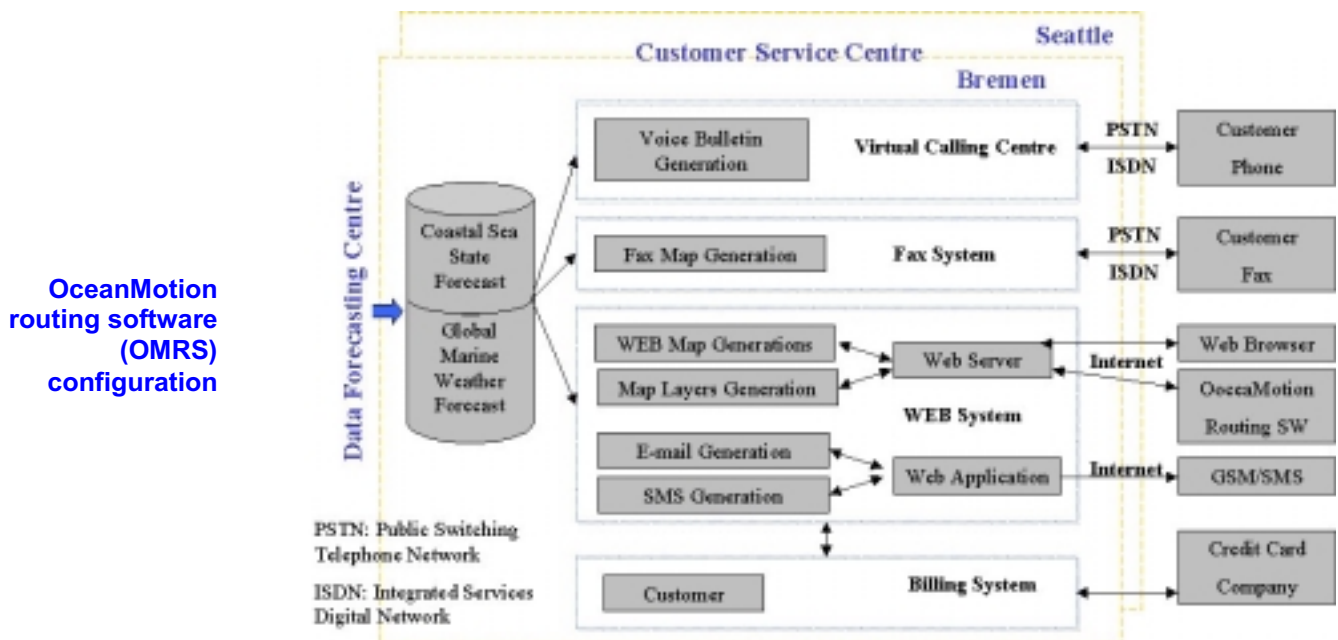 OceanMotion
routing software
(OMRS)
configuration
Seattle
Customer Service Centre
Bremen
Data Forecasting Centre
Coastal Sea
State
Forecast
Global
Marine
Weather
Forecast
Voice Bulletin
Generation
Virtual Calling Centre
PSTN
ISDN
Customer
Phone
Fax Map Generation
Fax System
PSTN
ISDN
Customer
Fax
WEB Map Generations
Map Layers Generation
Web Server
WEB System
Internet
Web Browser
OoceaMotion
Routing SW
E-mail Generation
SMS Generation
Web Application
Internet
GSM/SMS
PSTN: Public Switching
Telephone Network
ISDN: Integrated Services
Digital Network
Customer
Billing System
Credit Card
Company